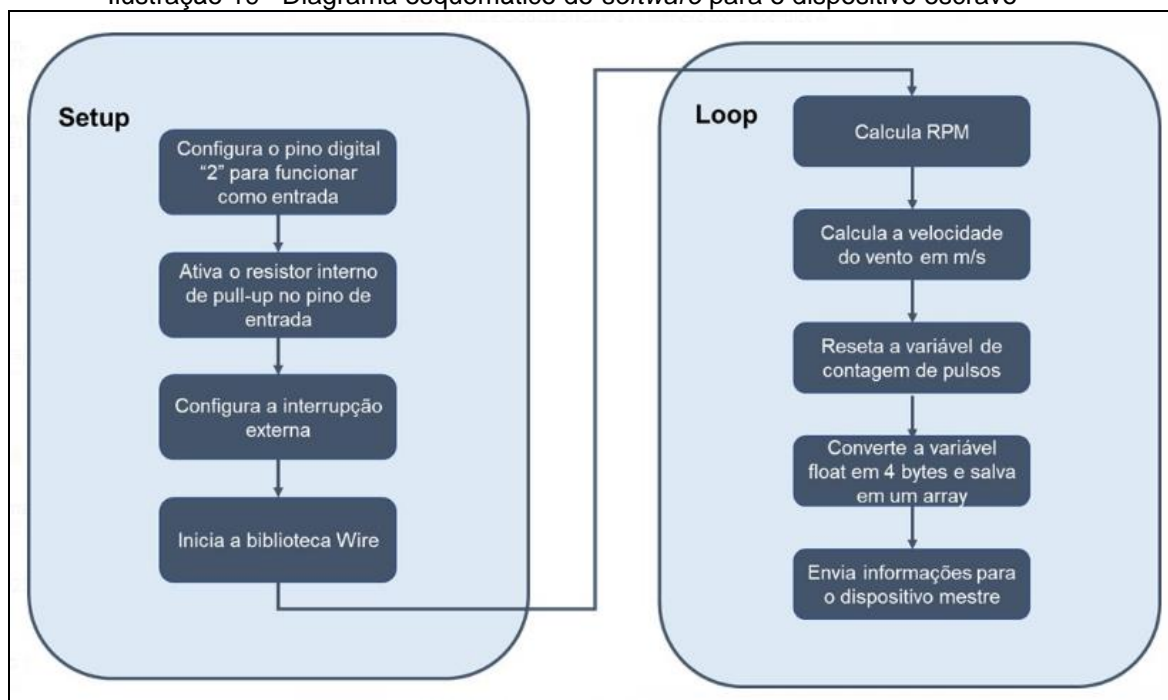 Ilustração 16 - Diagrama esquemático do software para o dispositivo escravo
Setup
Configura o pino digital
“2” para funcionar
como entrada
Ativa o resistor interno
de pull-up no pino de
entrada
Configura a interrupção
externa
Inicia a biblioteca Wire
Loop
Calcula RPM
Calcula a velocidade
do vento em m/s
Reseta a variável de
contagem de pulsos
Converte a variável
float em 4 bytes e salva
em um array
Envia informações para
o dispositivo mestre